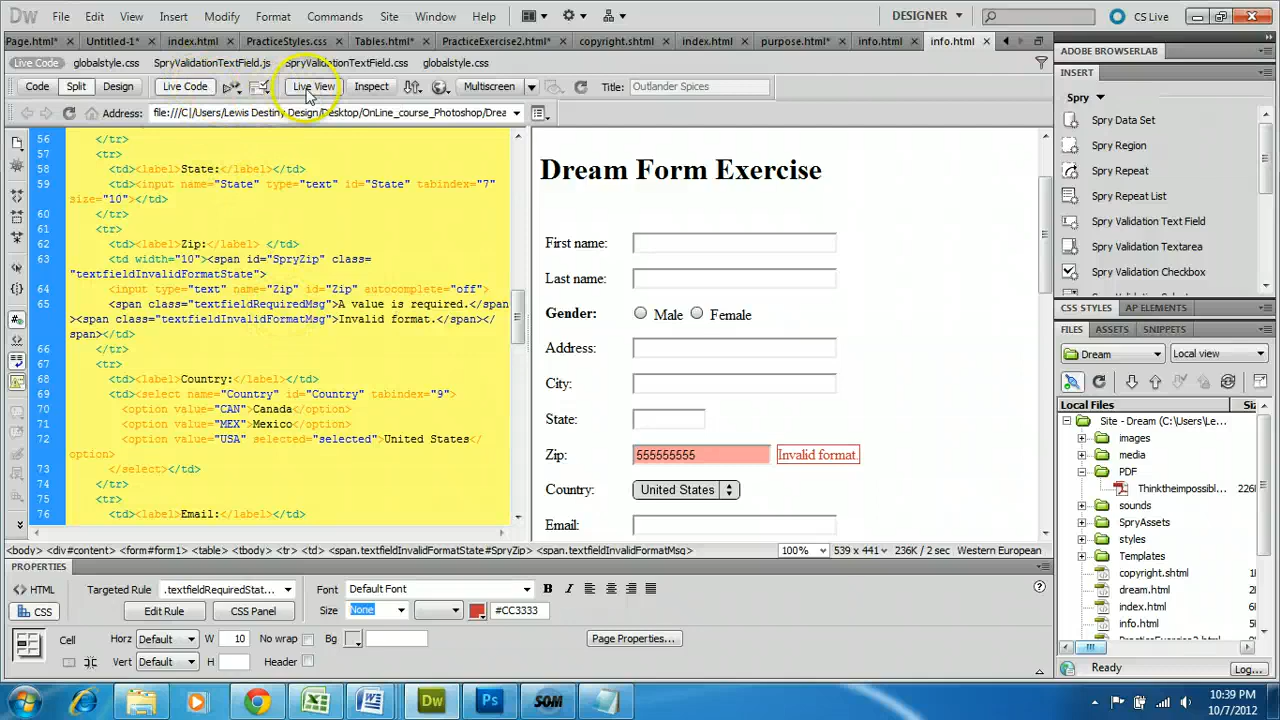 Dw File Edit View Insert Modify Format Commands Site Window Help DESIGNER CS Live
Page.html* Untitled-1* index.html PracticeStyles.css Tables.html* PracticeExercise2.html* copyright.shtml index.html purpose.html* info.html info.html
Live Code globalstyle.css SpryValidationTextField.js SpryValidationTextField.css globalstyle.css
Code Split Design Live Code Live View Inspect Multiscreen Title: Outlander Spices
Address: file:///C|/Users/Lewis Destiny Design/Desktop/OnLine_course_Photoshop/Drea
56 </tr>
57 <tr>
58 <td><label>State:</label></td>
59 <td><input name="State" type="text" id="State" tabindex="7"
size="10"></td>
60 </tr>
61 <tr>
62 <td><label>Zip:</label> </td>
63 <td width="10"><span id="SpryZip" class=
"textfieldInvalidFormatState">
64 <input type="text" name="Zip" id="Zip" autocomplete="off">
65 <span class="textfieldRequiredMsg">A value is required.</span
><span class="textfieldInvalidFormatMsg">Invalid format.</span></
span></td>
66 </tr>
67 <tr>
68 <td><label>Country:</label></td>
69 <td><select name="Country" id="Country" tabindex="9">
70 <option value="CAN">Canada</option>
71 <option value="MEX">Mexico</option>
72 <option value="USA" selected="selected">United States</
option>
73 </select></td>
74 </tr>
75 <tr>
76 <td><label>Email:</label></td>
Dream Form Exercise
First name:
Last name:
Gender: Male Female
Address:
City:
State:
Zip: 555555555 Invalid format.
Country: United States
Email:
<body> <div#content> <form#form1> <table> <tbody> <tr> <td> <span.textfieldInvalidFormatState#SpryZip> <span.textfieldInvalidFormatMsg> 100% 539 x 441 236K / 2 sec Western European
PROPERTIES
HTML Targeted Rule .textfieldRequiredStat... Font Default Font B I
CSS Edit Rule CSS Panel Size None #CC3333
Cell Horz Default W 10 No wrap Bg Page Properties...
Vert Default H Header
ADOBE BROWSERLAB
INSERT
Spry
Spry Data Set
Spry Region
Spry Repeat
Spry Repeat List
Spry Validation Text Field
Spry Validation Textarea
Spry Validation Checkbox
CSS STYLES AP ELEMENTS
FILES ASSETS SNIPPETS
Dream Local view
Local Files Siz
Site - Dream (C:\Users\Le...
images
media
PDF
Thinktheimpossibl... 226
sounds
SpryAssets
styles
Templates
copyright.shtml
dream.html
index.html
info.html
Ready Log...
Dw Ps SOM
10:39 PM
10/7/2012